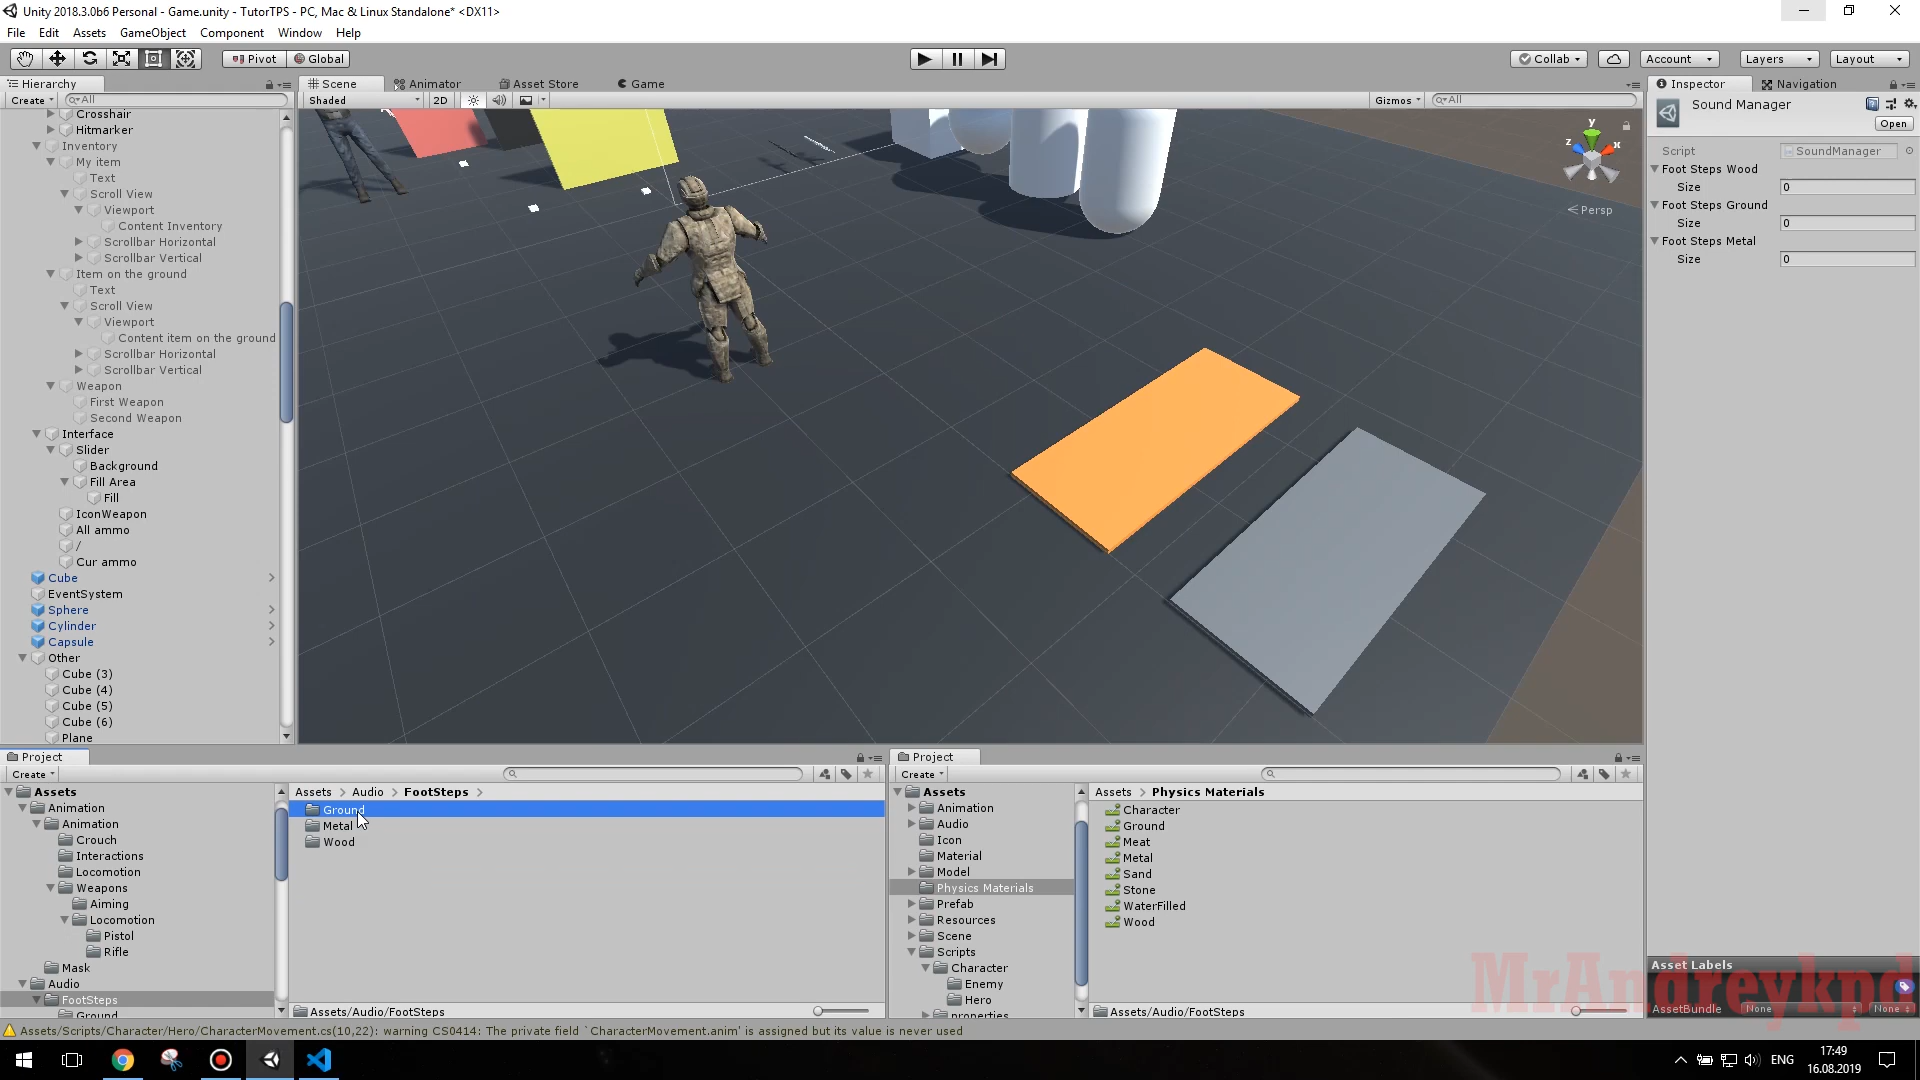 Unity 2018.3.0b6 Personal - Game.unity - TutorTPS - PC, Mac & Linux Standalone* <DX11>
File Edit Assets GameObject Component Window Help
Pivot Global Collab Account Layers Layout
Hierarchy
Create All
Crosshair
Hitmarker
Inventory
My item
Text
Scroll View
Viewport
Content Inventory
Scrollbar Horizontal
Scrollbar Vertical
Item on the ground
Text
Scroll View
Viewport
Content item on the ground
Scrollbar Horizontal
Scrollbar Vertical
Weapon
First Weapon
Second Weapon
Interface
Slider
Background
Fill Area
Fill
IconWeapon
All ammo
/
Cur ammo
Cube
EventSystem
Sphere
Cylinder
Capsule
Other
Cube (3)
Cube (4)
Cube (5)
Cube (6)
Plane
Scene Animator Asset Store Game
Shaded 2D Gizmos All
y
z x
Persp
Inspector Navigation
Sound Manager
Open
Script SoundManager
Foot Steps Wood
Size 0
Foot Steps Ground
Size 0
Foot Steps Metal
Size 0
Asset Labels
AssetBundle None None
MrAndreykpd
Project
Create
Assets
Animation
Animation
Crouch
Interactions
Locomotion
Weapons
Aiming
Locomotion
Pistol
Rifle
Mask
Audio
FootSteps
Ground
Assets > Audio > FootSteps >
Ground
Metal
Wood
Assets/Audio/FootSteps
Project
Create
Assets
Animation
Audio
Icon
Material
Model
Physics Materials
Prefab
Resources
Scene
Scripts
Character
Enemy
Hero
properties
Assets > Physics Materials
Character
Ground
Meat
Metal
Sand
Stone
WaterFilled
Wood
Assets/Audio/FootSteps
Assets/Scripts/Character/Hero/CharacterMovement.cs(10,22): warning CS0414: The private field `CharacterMovement.anim' is assigned but its value is never used
ENG
17:49
16.08.2019